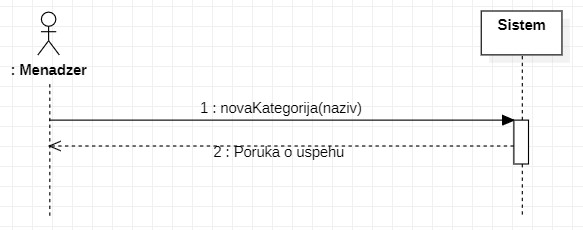 Sistem
: Menadzer
1 : novaKategorija(naziv)
2 : Poruka o uspehu